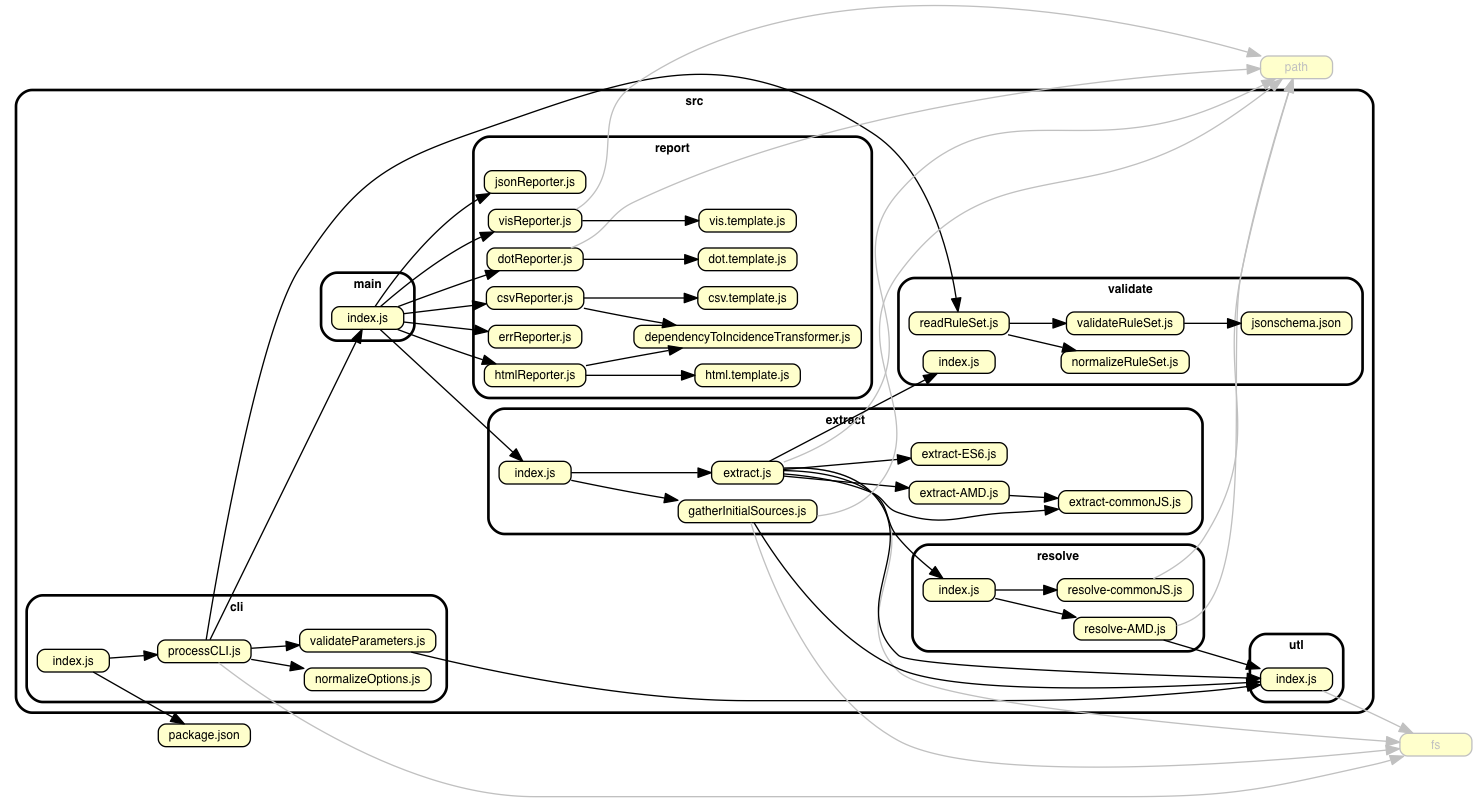 path
src
report
jsonReporter.js
visReporter.js
vis.template.js
dotReporter.js
dot.template.js
csvReporter.js
csv.template.js
errReporter.js
dependencyToIncidenceTransformer.js
htmlReporter.js
html.template.js
main
index.js
validate
readRuleSet.js
validateRuleSet.js
jsonschema.json
index.js
normalizeRuleSet.js
extract
index.js
extract.js
extract-ES6.js
extract-AMD.js
extract-commonJS.js
gatherInitialSources.js
resolve
index.js
resolve-commonJS.js
resolve-AMD.js
cli
index.js
processCLI.js
validateParameters.js
normalizeOptions.js
utl
index.js
package.json
fs